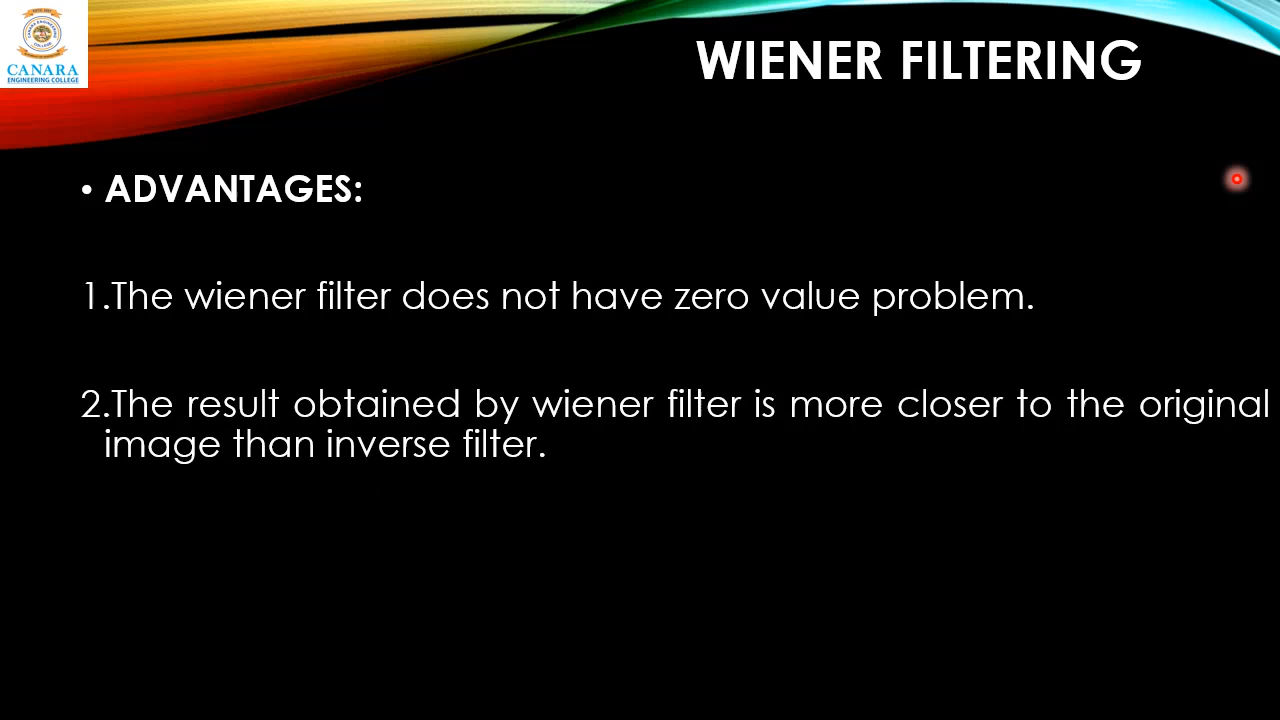 CANARA
ENGINEERING COLLEGE
WIENER FILTERING
• ADVANTAGES:
1.The wiener filter does not have zero value problem.
2.The result obtained by wiener filter is more closer to the original
image than inverse filter.